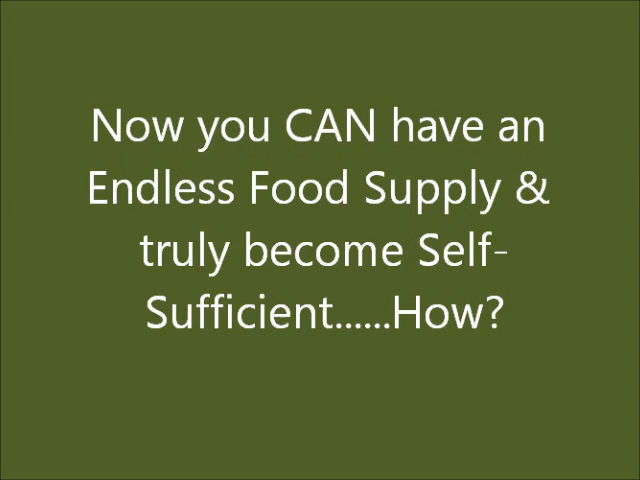 Now you CAN have an
Endless Food Supply &
truly become Self-
Sufficient......How?